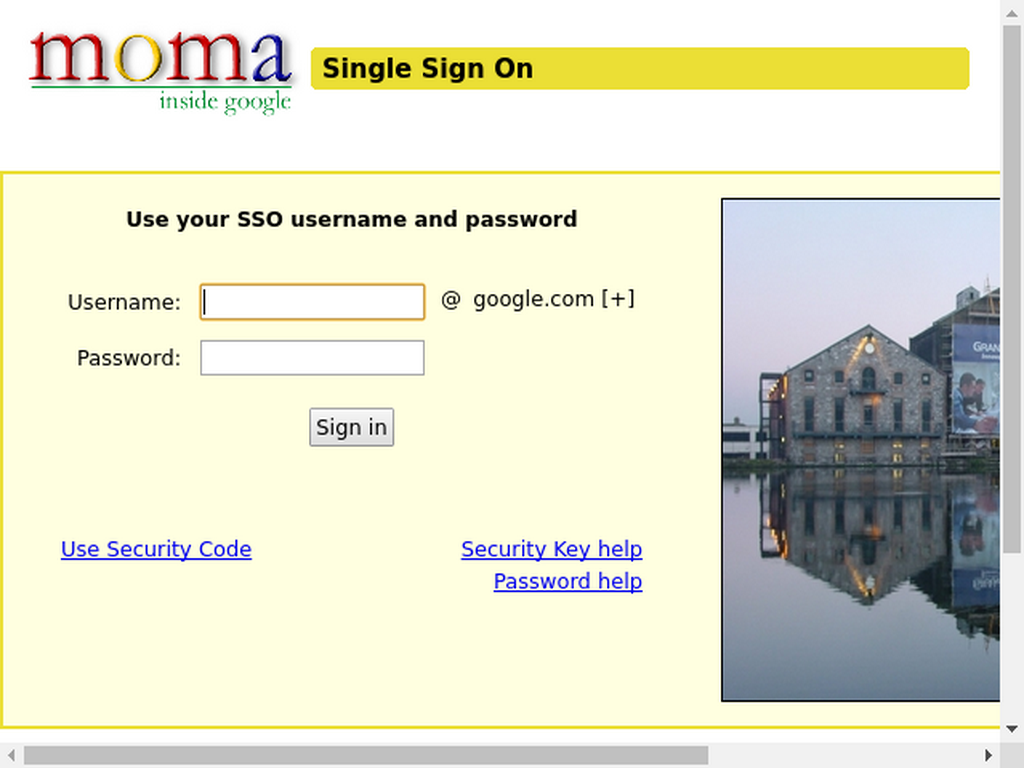 moma
inside google
Single Sign On
Use your SSO username and password
Username: @ google.com [+]
Password:
Sign in
Use Security Code
Security Key help
Password help
GRAN